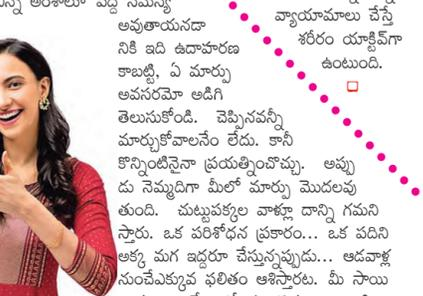 అవుతాయనడా
నికి ఇది ఉదాహరణ
కాబట్టి, ఏ మార్పు
అవసరమో అడిగి
తెలుసుకోండి. చెప్పినవన్నీ
మార్చుకోవాలనేం లేదు. కానీ
కొన్నింటినైనా ప్రయత్నించొచ్చు. అప్పు
డు నెమ్మదిగా మీలో మార్పు మొదలవు
తుంది. చుట్టుపక్కల వాళ్లూ దాన్ని గమని
స్తారు. ఒక పరిశోధన ప్రకారం... ఒక పదిని
అక్క మగ ఇద్దరూ చేస్తున్నప్పుడు... ఆడవాళ్ల
నుంచేఎక్కువ ఫలితం ఆశిస్తారట. మీ సాయి
వ్యాయామాలు చేస్తే
శరీరం యాక్టివ్‌గా
ఉంటుంది.